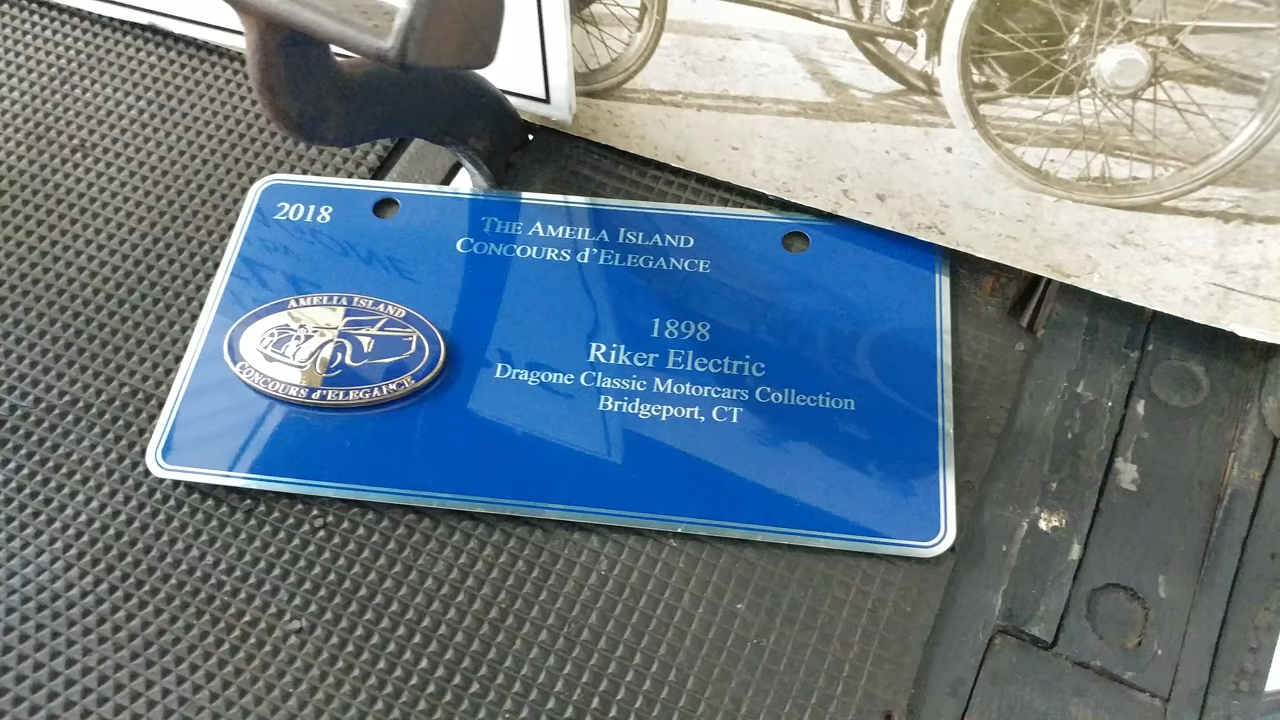 2018
THE AMEILA ISLAND
CONCOURS d'ELEGANCE
AMELIA ISLAND
CONCOURS d'ELEGANCE
1898
Riker Electric
Dragone Classic Motorcars Collection
Bridgeport, CT